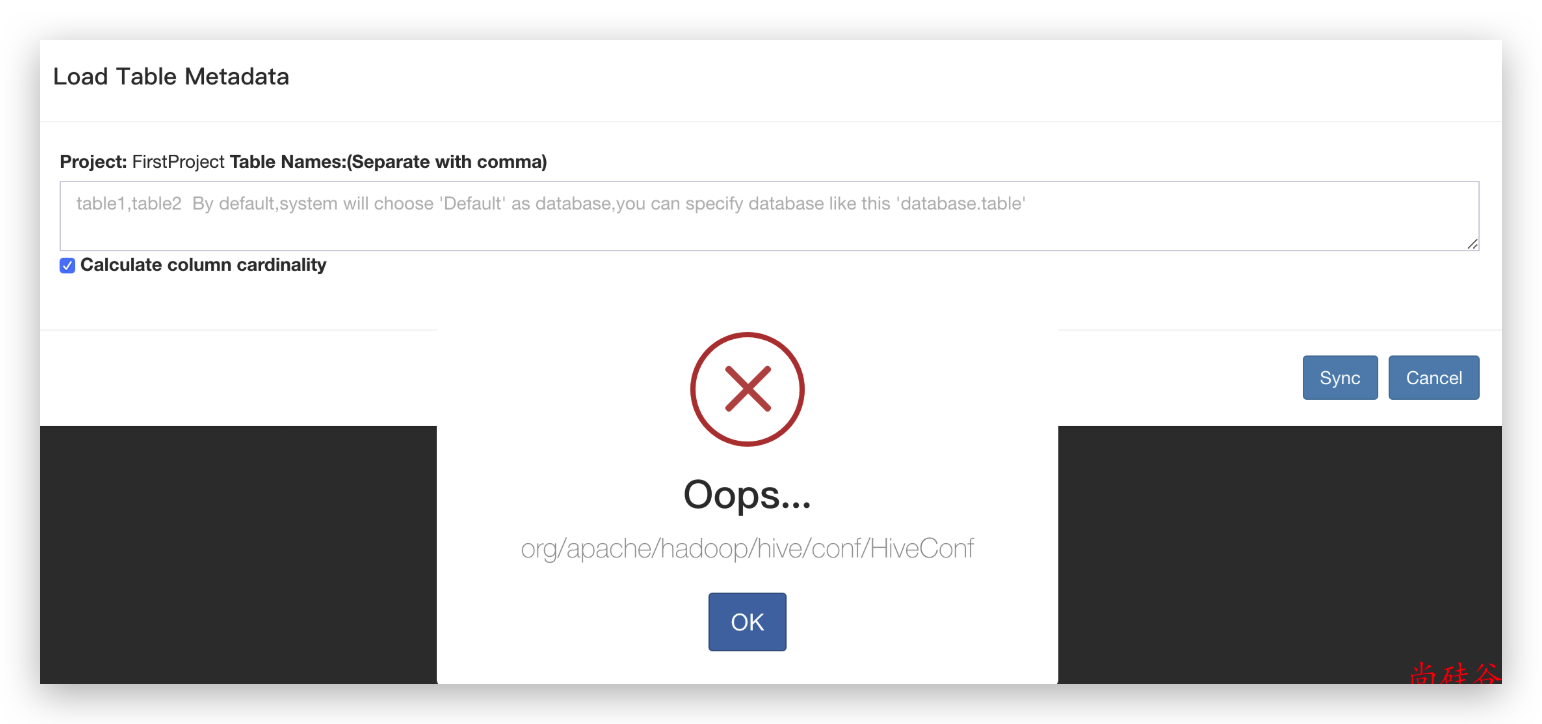 Load Table Metadata
Project: FirstProject Table Names:(Separate with comma)
table1,table2 By default,system will choose 'Default' as database,you can specify database like this 'database.table'
Calculate column cardinality
Sync Cancel
Oops...
org/apache/hadoop/hive/conf/HiveConf
OK
尚硅谷